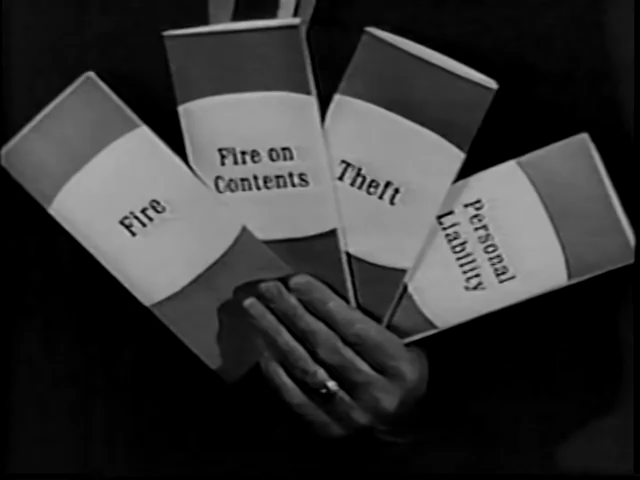 Fire
Fire on
Contents
Theft
Personal
Liability